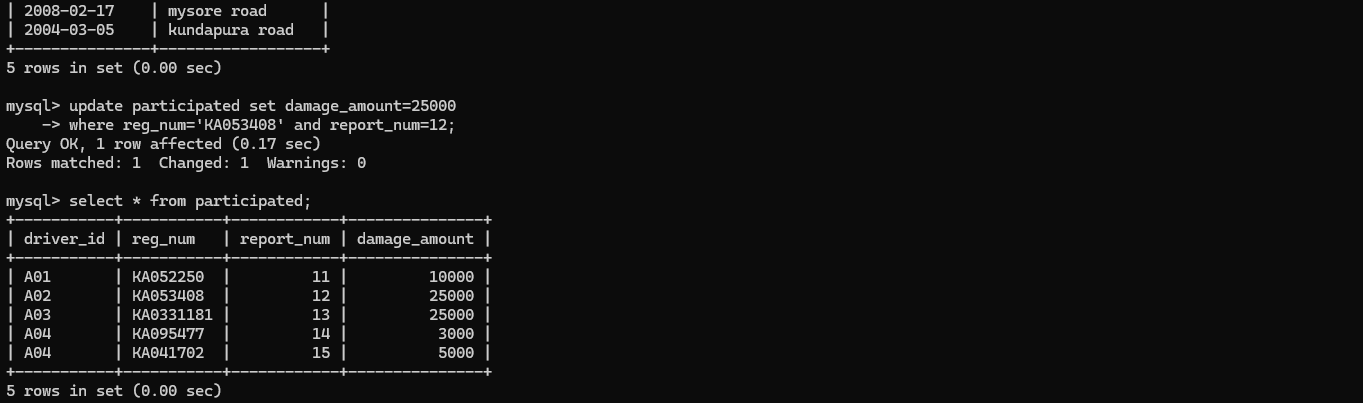 | 2008-02-17    | mysore road      |
| 2004-03-05    | kundapura road   |
+---------------+------------------+
5 rows in set (0.00 sec)
mysql> update participated set damage_amount=25000
    -> where reg_num='KA053408' and report_num=12;
Query OK, 1 row affected (0.17 sec)
Rows matched: 1  Changed: 1  Warnings: 0
mysql> select * from participated;
+-----------+-----------+------------+---------------+
| driver_id | reg_num   | report_num | damage_amount |
+-----------+-----------+------------+---------------+
| A01       | KA052250  |         11 |         10000 |
| A02       | KA053408  |         12 |         25000 |
| A03       | KA0331181 |         13 |         25000 |
| A04       | KA095477  |         14 |          3000 |
| A04       | KA041702  |         15 |          5000 |
+-----------+-----------+------------+---------------+
5 rows in set (0.00 sec)